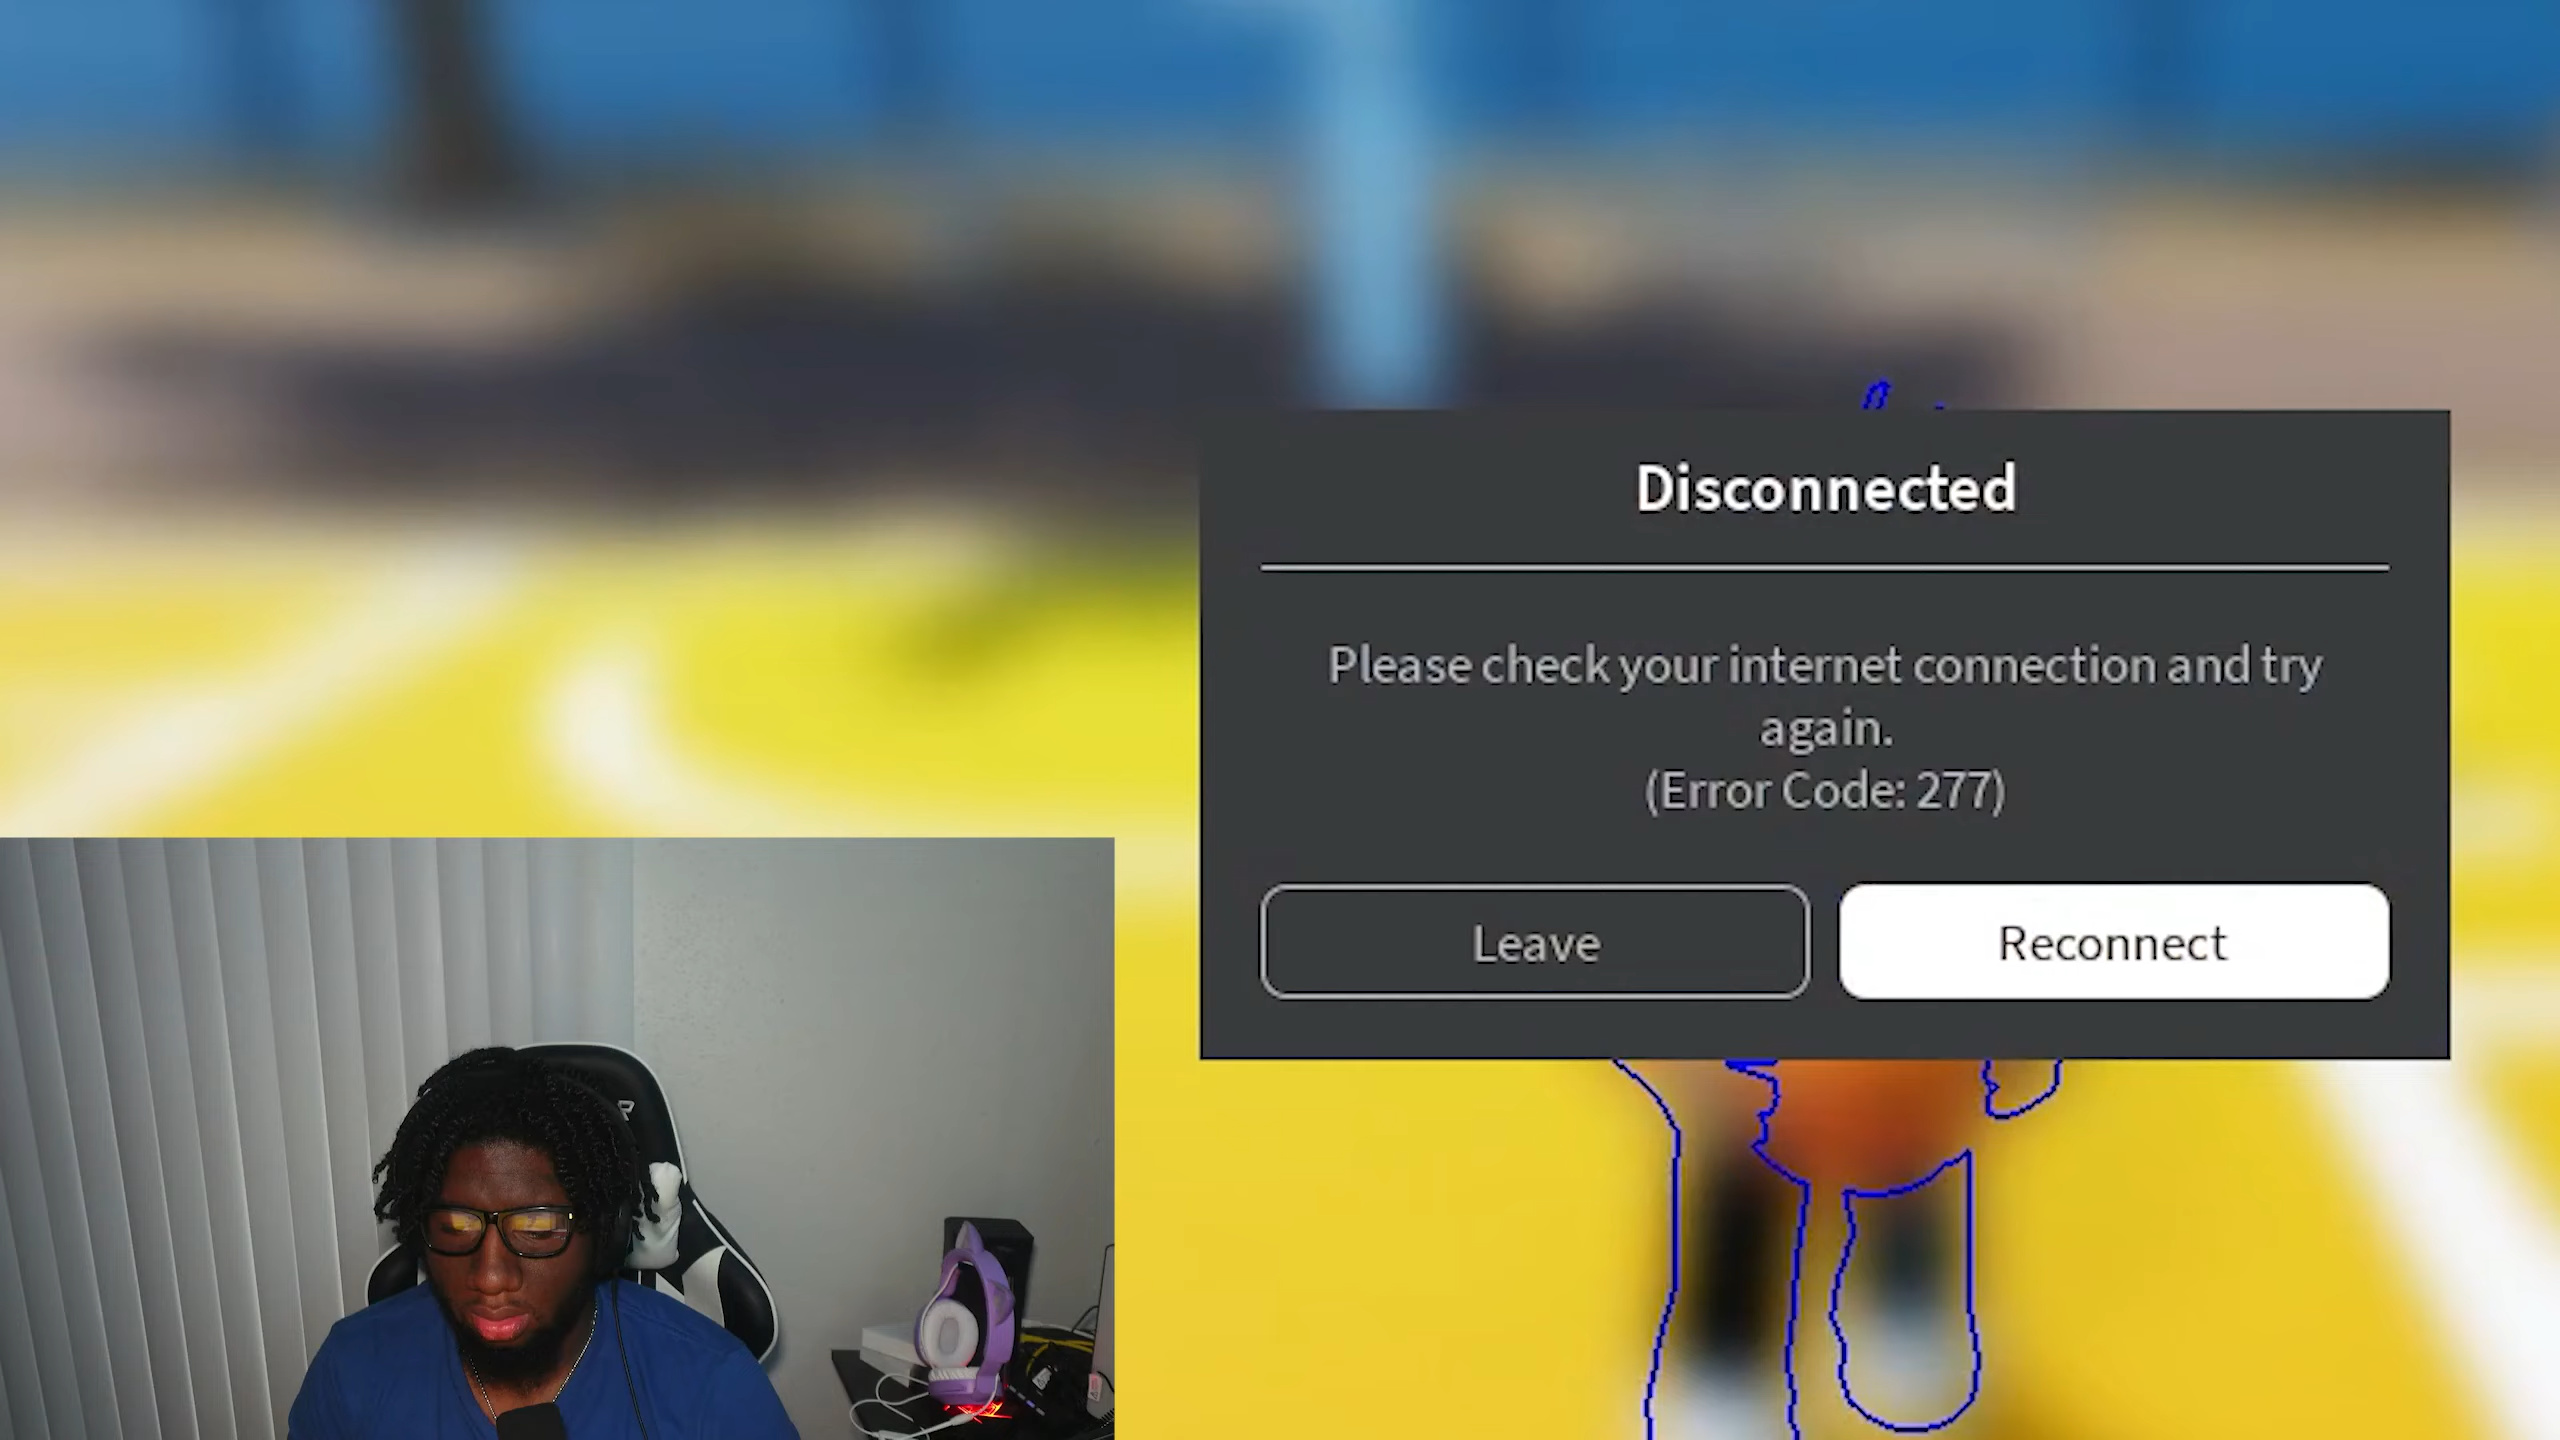 Disconnected
Please check your internet connection and try
again.
(Error Code: 277)
Leave
Reconnect